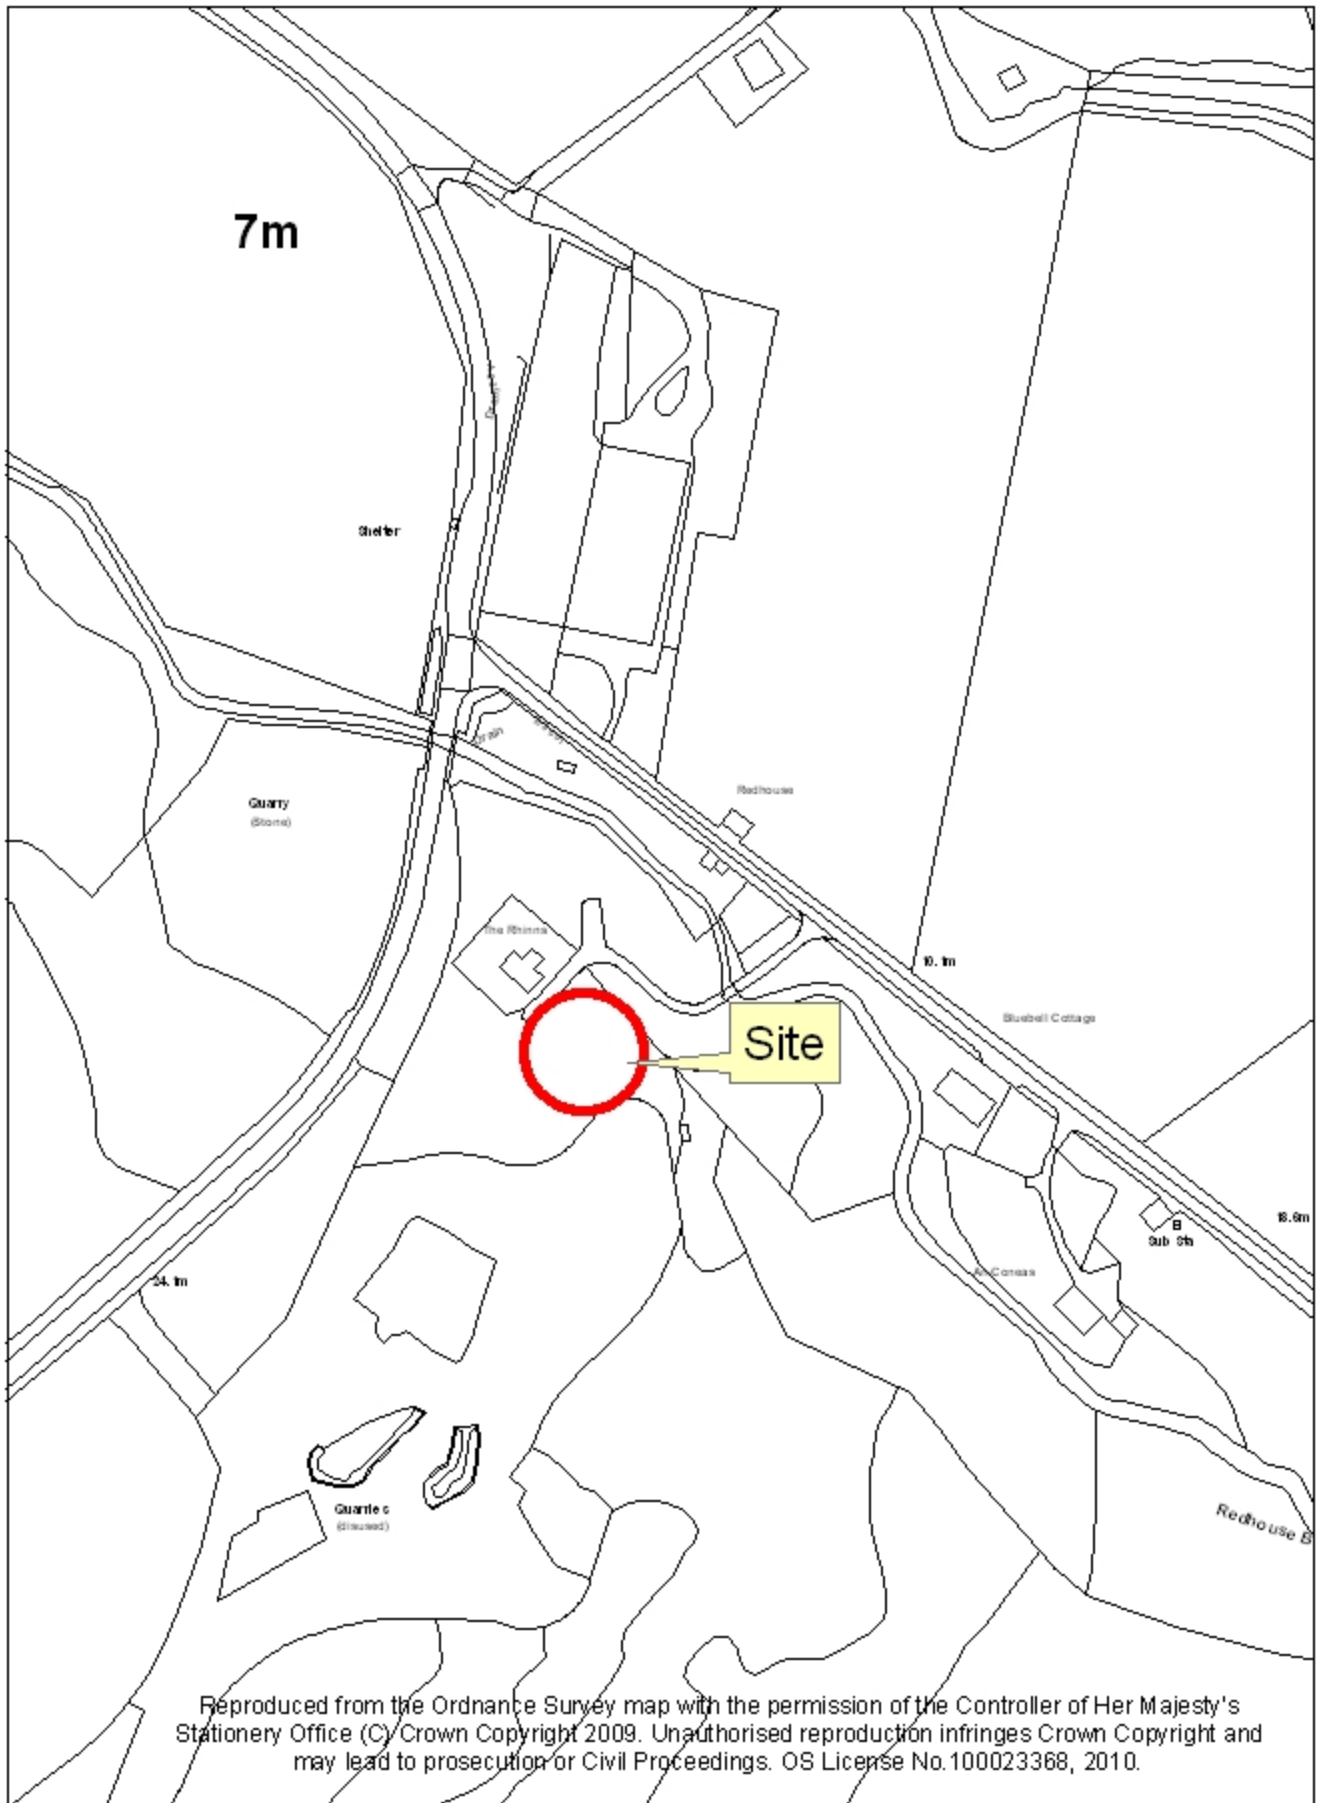 7m
Shelter
Drain
Redhouse
Quarry
(Stone)
The Rhinns
10.1m
Site
Bluebell Cottage
18.6m
El
Sub Sta
24.1m
Quarries
(disused)
Redhouse B
Reproduced from the Ordnance Survey map with the permission of the Controller of Her Majesty's
Stationery Office (C) Crown Copyright 2009. Unauthorised reproduction infringes Crown Copyright and
may lead to prosecution or Civil Proceedings. OS License No.100023368, 2010.